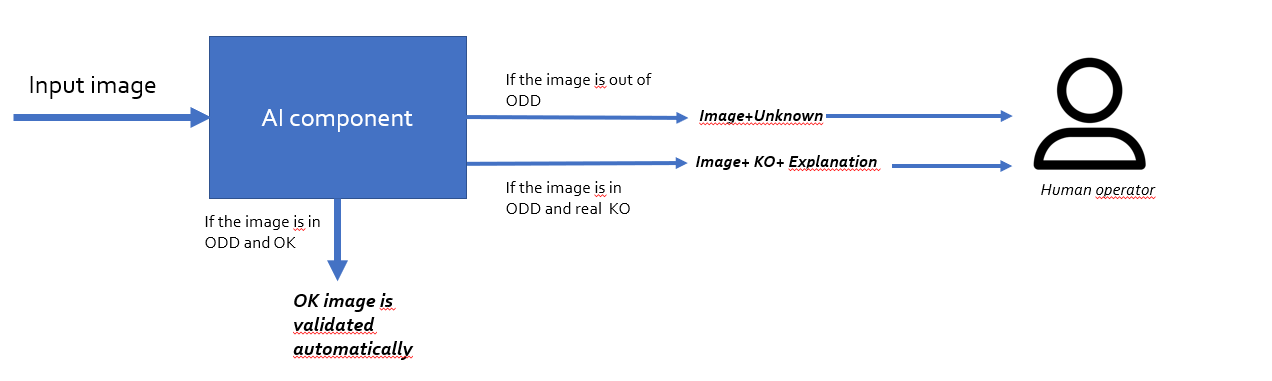 Input image
AI component
If the image is out of
ODD
Image+Unknown
Image+ KO+ Explanation
If the image is in
ODD and real  KO
Human operator
If the image is in
ODD and OK
OK image is
validated
automatically